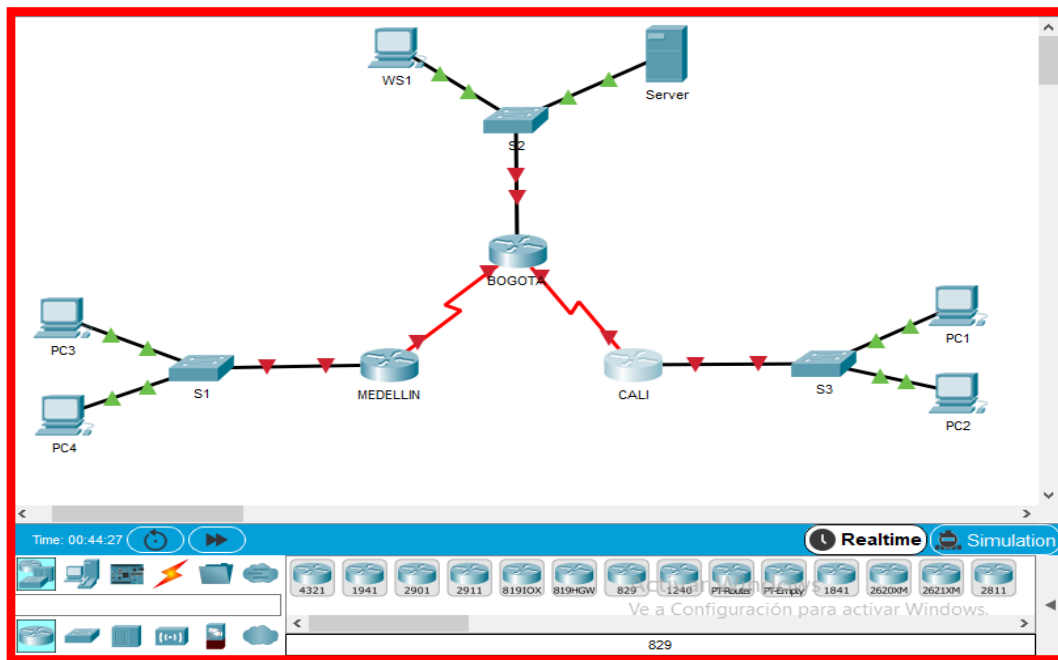 WS1
Server
S2
BOGOTA
PC3
S1
MEDELLIN
CALI
S3
PC1
PC4
PC2
Time: 00:44:27
Realtime
Simulation
4321 1941 2901 2911 819IOX 819HGW 829 1240 PT-Router PT-Empty 1841 2620XM 2621XM 2811
Activar Windows
Ve a Configuración para activar Windows.
829